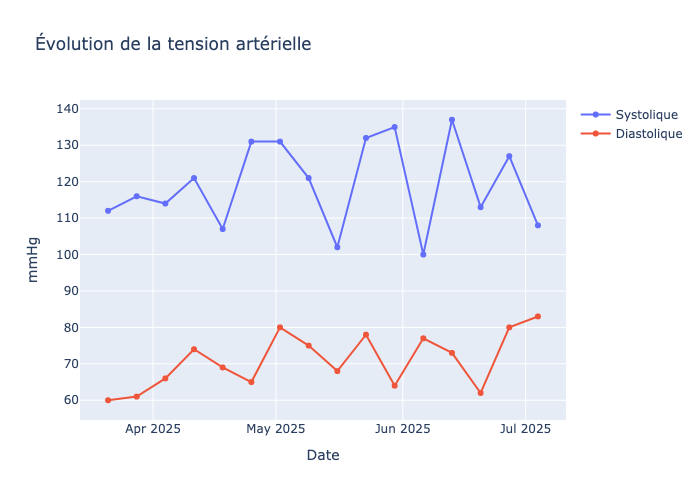 Évolution de la tension artérielle
Systolique
Diastolique
140
130
120
110
100
90
80
70
60
mmHg
Apr 2025
May 2025
Jun 2025
Jul 2025
Date